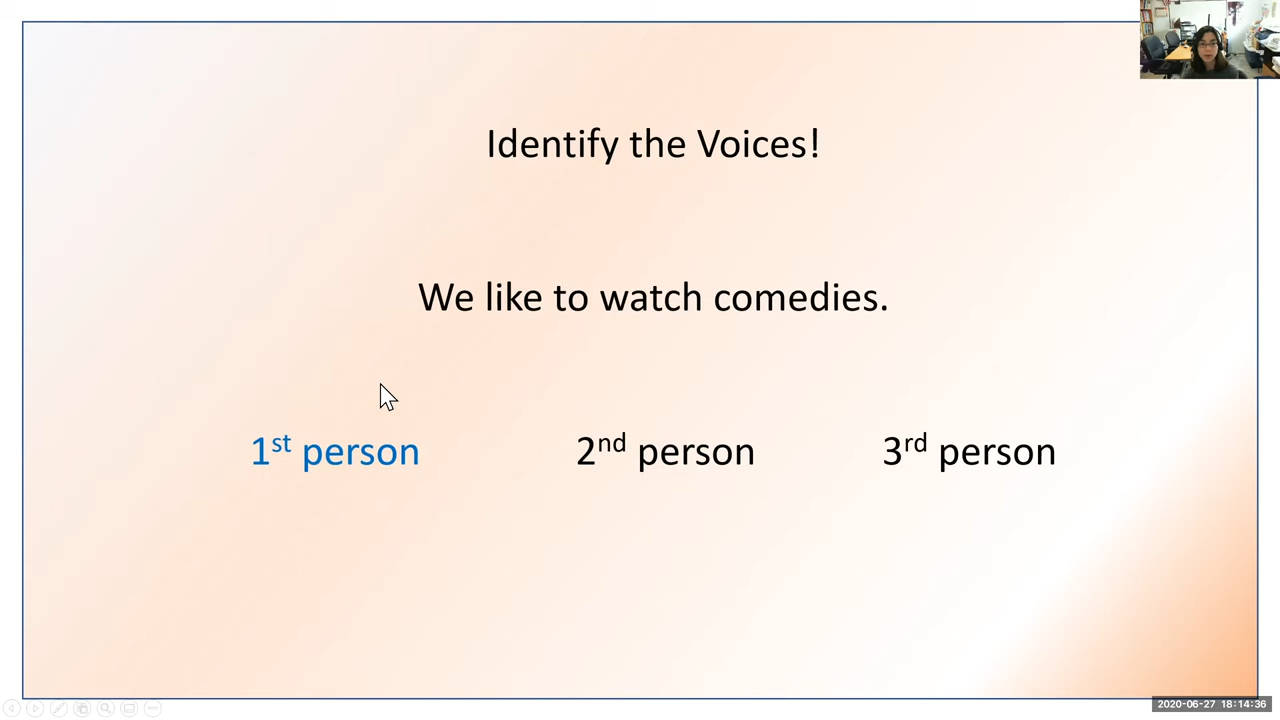 Identify the Voices!
We like to watch comedies.
1st person 2nd person 3rd person
2020-06-27 18:14:36